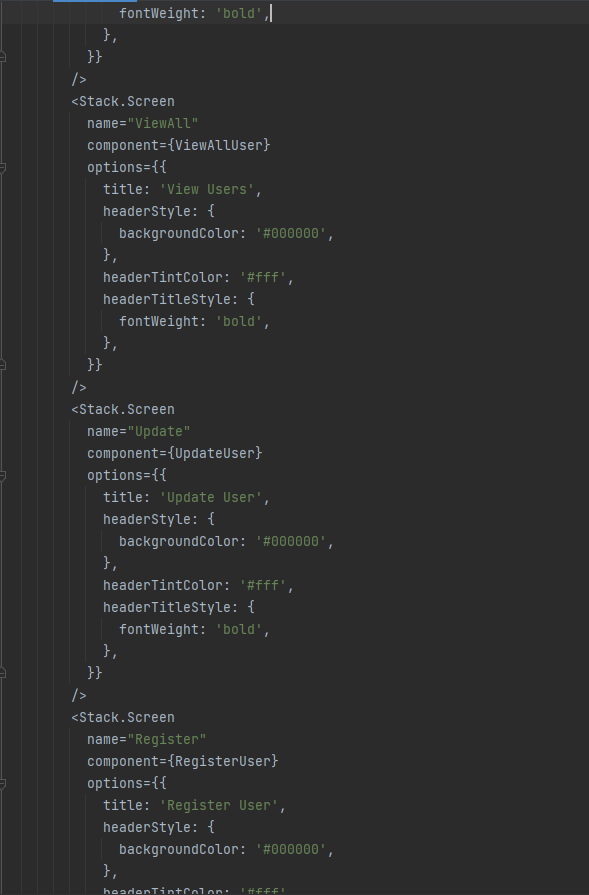 fontWeight: 'bold',
},
}}
/>
<Stack.Screen
name="ViewAll"
component={ViewAllUser}
options={{
title: 'View Users',
headerStyle: {
backgroundColor: '#000000',
},
headerTintColor: '#fff',
headerTitleStyle: {
fontWeight: 'bold',
},
}}
/>
<Stack.Screen
name="Update"
component={UpdateUser}
options={{
title: 'Update User',
headerStyle: {
backgroundColor: '#000000',
},
headerTintColor: '#fff',
headerTitleStyle: {
fontWeight: 'bold',
},
}}
/>
<Stack.Screen
name="Register"
component={RegisterUser}
options={{
title: 'Register User',
headerStyle: {
backgroundColor: '#000000',
},
headerTintColor: '#fff',